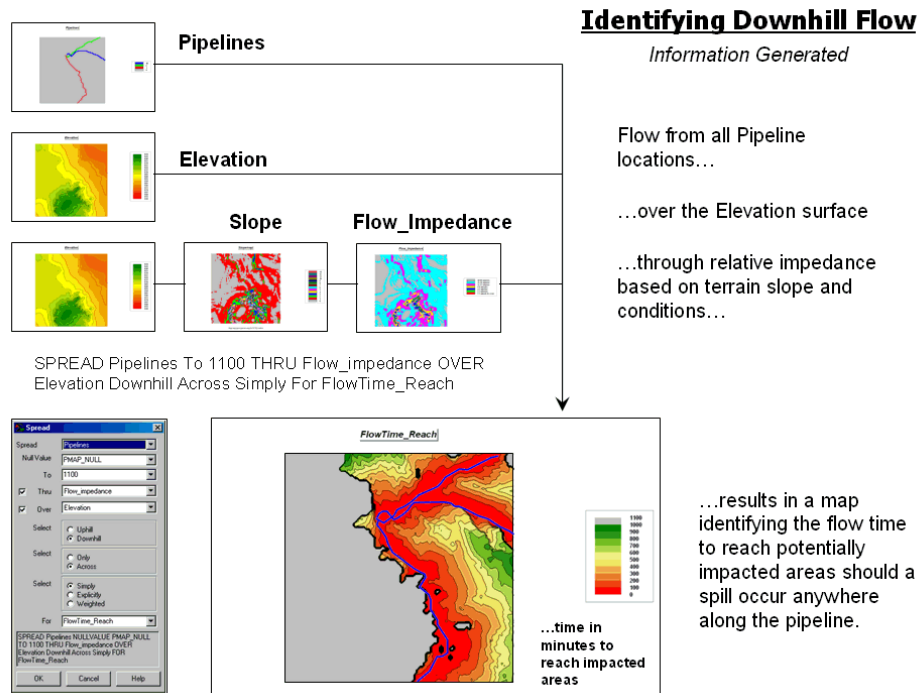 Identifying Downhill Flow
Information Generated
Pipelines
Pipelines
Elevation
Elevation
Slope
Flow_Impedance
Elevation
Flow from all Pipeline
locations…
…over the Elevation surface
…through relative impedance
based on terrain slope and
conditions…
SPREAD Pipelines To 1100 THRU Flow_impedance OVER
Elevation Downhill Across Simply For FlowTime_Reach
Spread
Spread Pipelines
Null Value PMAP_NULL
To 1100
Thru Flow_impedance
Over Elevation
Select Uphill
Downhill
Select Only
Across
Select Simply
Explicitly
Weighted
For FlowTime_Reach
SPREAD Pipelines NULLVALUE PMAP_NULL
TO 1100 THRU Flow_impedance OVER
Elevation Downhill Across Simply FOR
FlowTime_Reach
OK Cancel Help
FlowTime_Reach
1100
1000
900
800
700
600
500
400
300
200
100
0
…time in
minutes to
reach impacted
areas
…results in a map
identifying the flow time
to reach potentially
impacted areas should a
spill occur anywhere
along the pipeline.